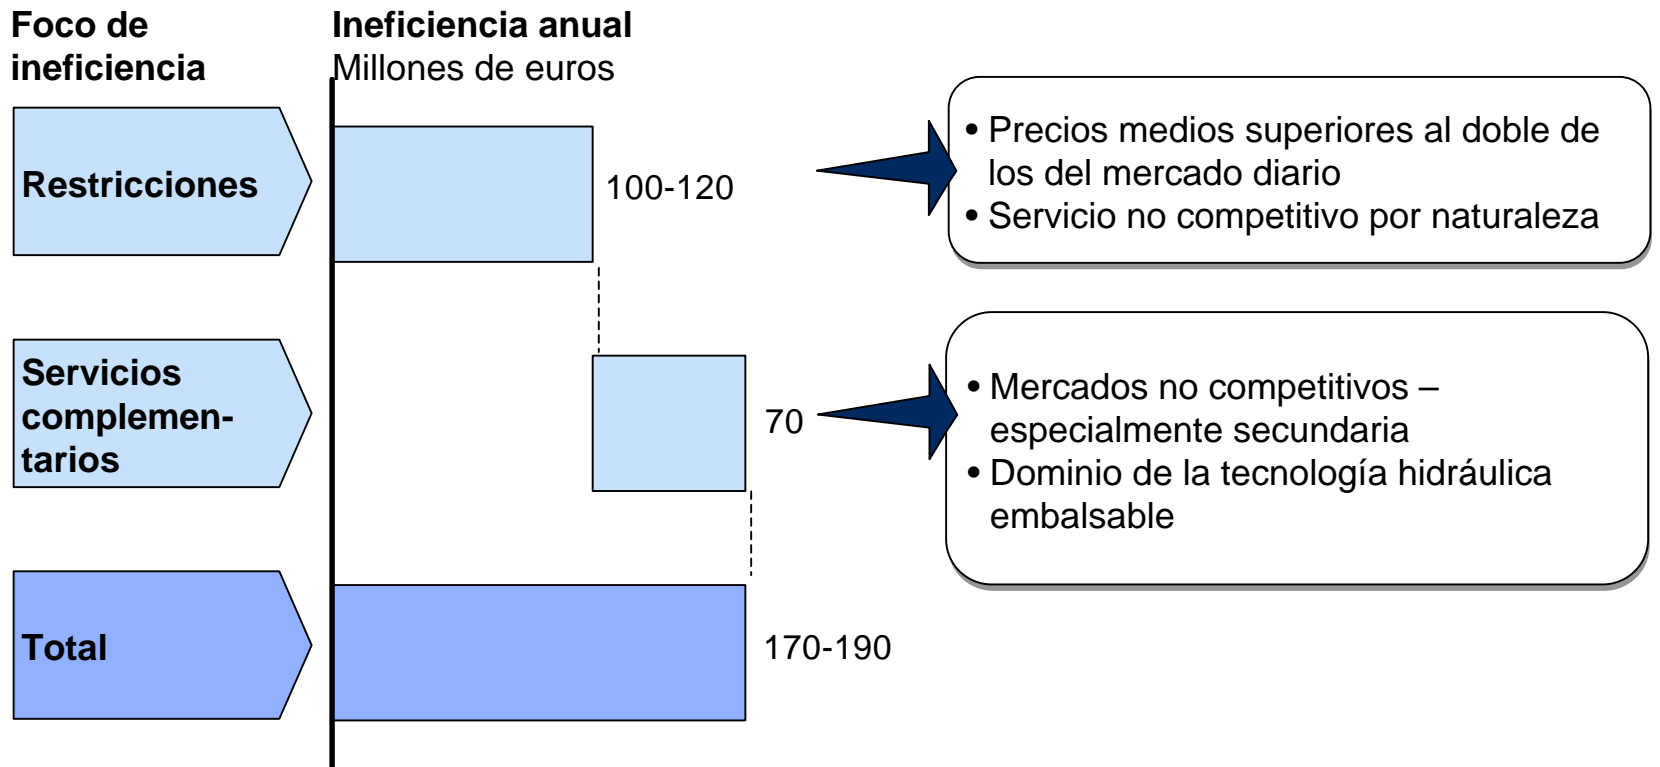 Foco de
ineficiencia
Ineficiencia anual
Millones de euros
Restricciones
100-120
• Precios medios superiores al doble de
los del mercado diario
• Servicio no competitivo por naturaleza
Servicios
complemen-
tarios
70
• Mercados no competitivos –
especialmente secundaria
• Dominio de la tecnología hidráulica
embalsable
Total
170-190